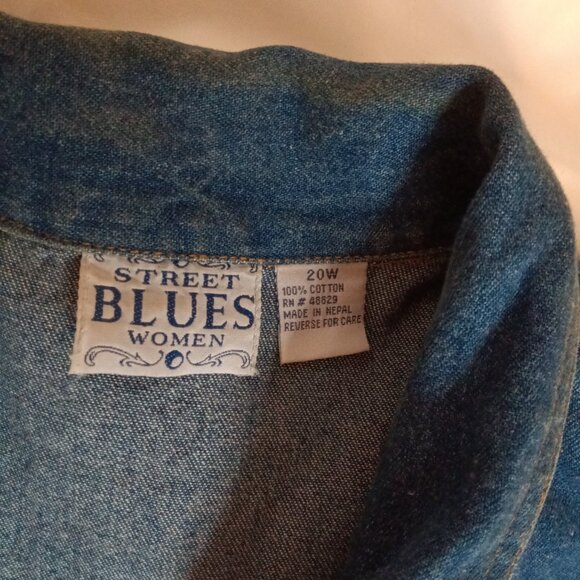 STREET
BLUES
WOMEN
20W
100% COTTON
RN # 48829
MADE IN NEPAL
REVERSE FOR CARE